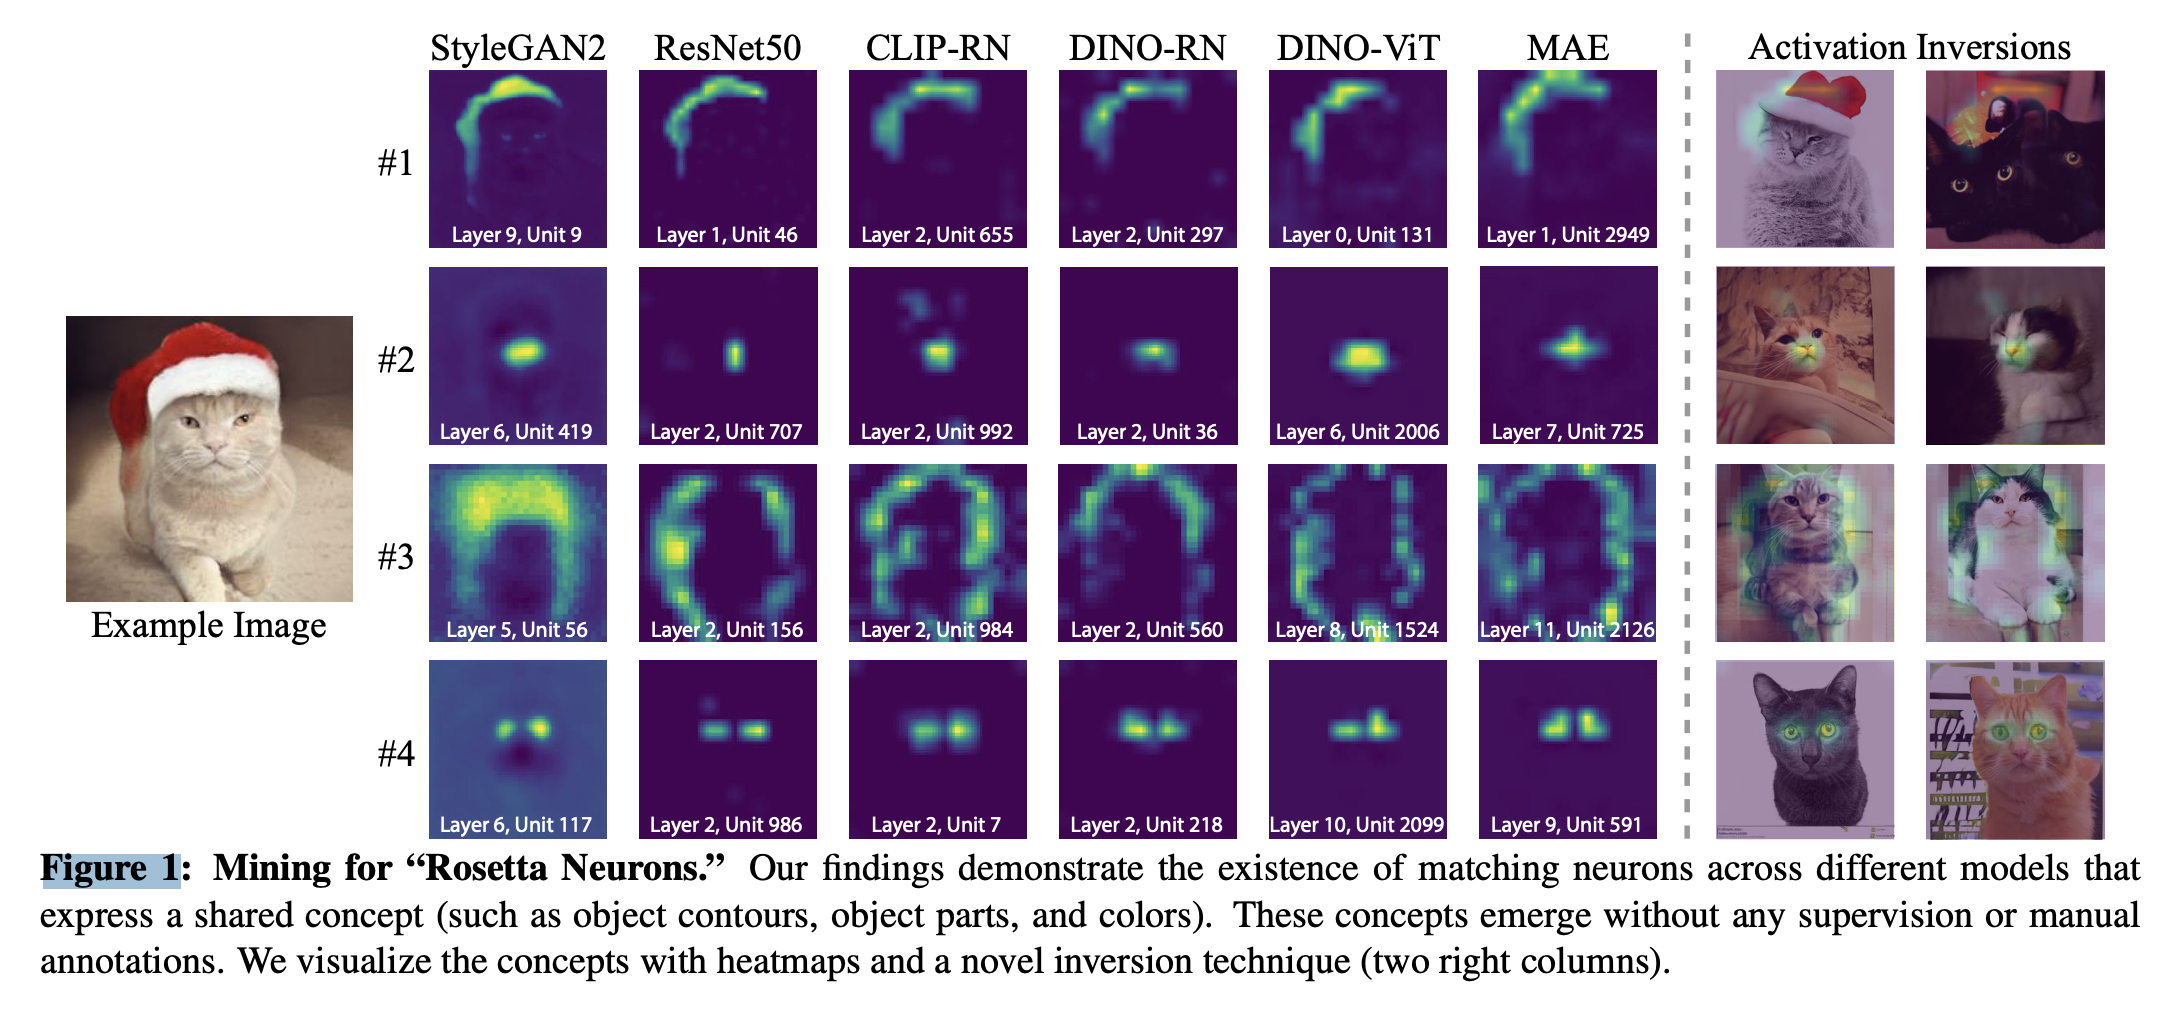 StyleGAN2 ResNet50 CLIP-RN DINO-RN DINO-ViT MAE Activation Inversions
#1
Layer 9, Unit 9 Layer 1, Unit 46 Layer 2, Unit 655 Layer 2, Unit 297 Layer 0, Unit 131 Layer 1, Unit 2949
#2
Layer 6, Unit 419 Layer 2, Unit 707 Layer 2, Unit 992 Layer 2, Unit 36 Layer 6, Unit 2006 Layer 7, Unit 725
#3
Example Image
Layer 5, Unit 56 Layer 2, Unit 156 Layer 2, Unit 984 Layer 2, Unit 560 Layer 8, Unit 1524 Layer 11, Unit 2126
#4
Layer 6, Unit 117 Layer 2, Unit 986 Layer 2, Unit 7 Layer 2, Unit 218 Layer 10, Unit 2099 Layer 9, Unit 591
Figure 1: Mining for “Rosetta Neurons.” Our findings demonstrate the existence of matching neurons across different models that
express a shared concept (such as object contours, object parts, and colors). These concepts emerge without any supervision or manual
annotations. We visualize the concepts with heatmaps and a novel inversion technique (two right columns).